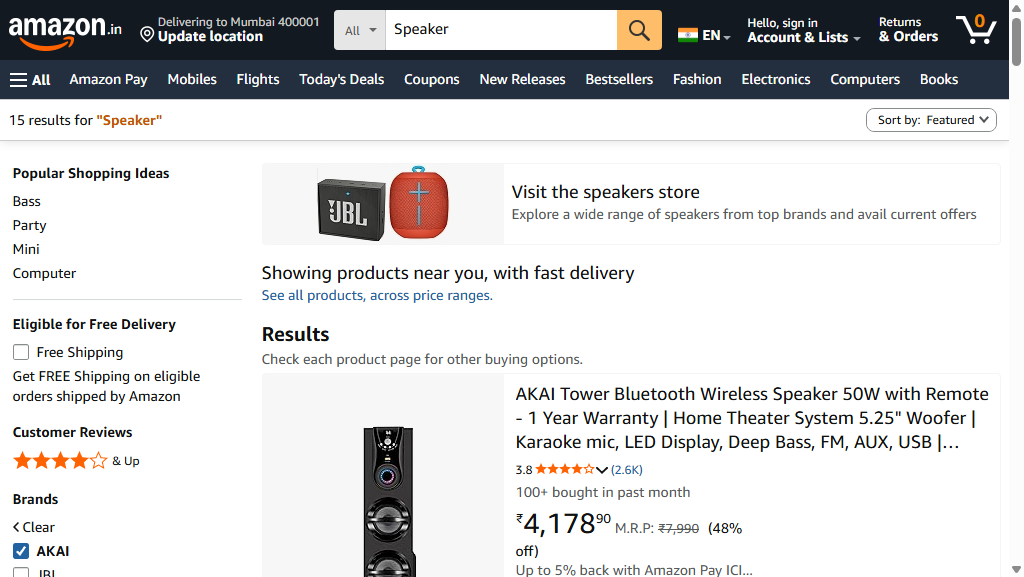 amazon.in
Delivering to Mumbai 400001
Update location
All
Speaker
EN
Hello, sign in
Account & Lists
Returns
& Orders
0
All
Amazon Pay
Mobiles
Flights
Today's Deals
Coupons
New Releases
Bestsellers
Fashion
Electronics
Computers
Books
15 results for "Speaker"
Sort by: Featured
Popular Shopping Ideas
Bass
Party
Mini
Computer
Eligible for Free Delivery
Free Shipping
Get FREE Shipping on eligible
orders shipped by Amazon
Customer Reviews
& Up
Brands
Clear
AKAI
JBL
JBL
Visit the speakers store
Explore a wide range of speakers from top brands and avail current offers
Showing products near you, with fast delivery
See all products, across price ranges.
Results
Check each product page for other buying options.
AKAI Tower Bluetooth Wireless Speaker 50W with Remote
- 1 Year Warranty | Home Theater System 5.25" Woofer |
Karaoke mic, LED Display, Deep Bass, FM, AUX, USB |...
3.8 (2.6K)
100+ bought in past month
₹4,178⁹⁰ M.R.P: ₹7,990 (48%
off)
Up to 5% back with Amazon Pay ICI...